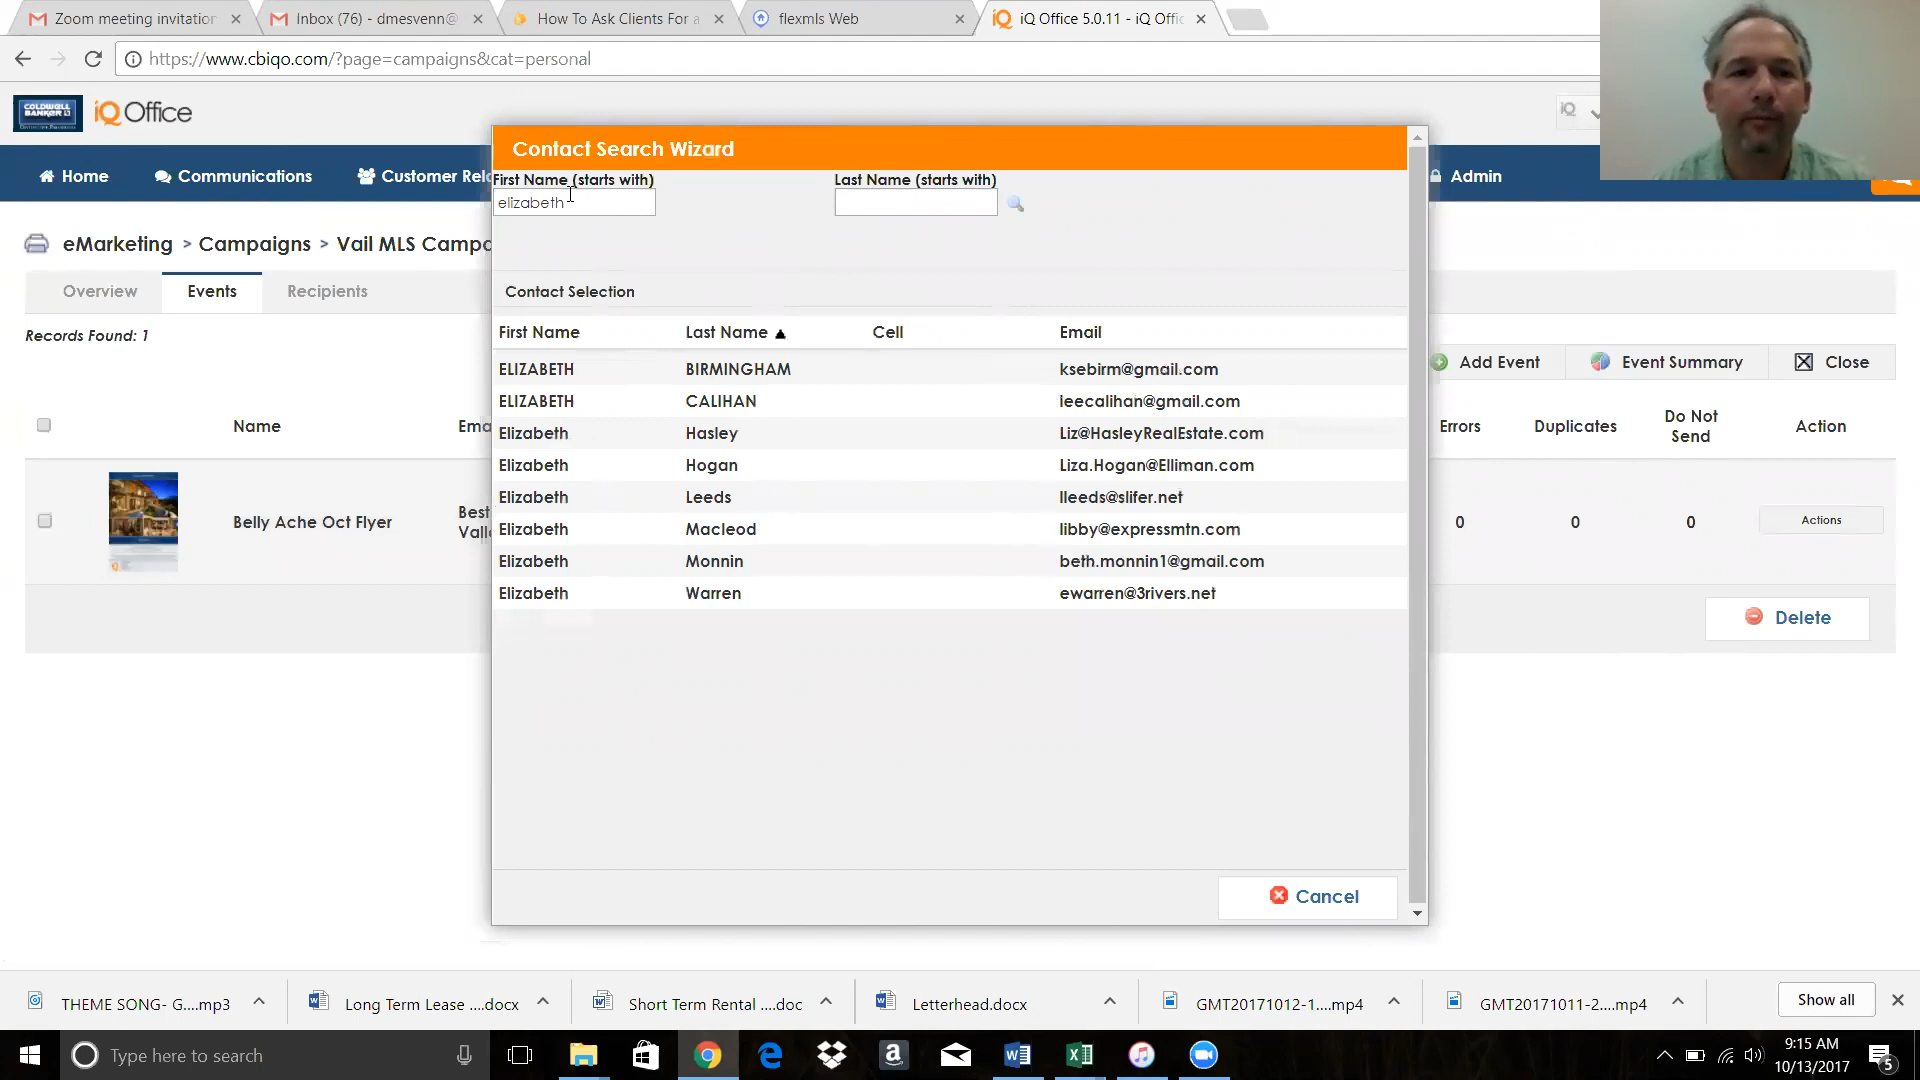 Zoom meeting invitation
Inbox (76) - dmesvenn@
How To Ask Clients For a
flexmls Web
iQ Office 5.0.11 - iQ Offic
https://www.cbiqo.com/?page=campaigns&cat=personal
COLDWELL BANKER
iQ Office
iQ
Home
Communications
Customer Rel
Admin
Contact Search Wizard
First Name (starts with)
Last Name (starts with)
elizabeth
eMarketing > Campaigns > Vail MLS Campa
Overview
Events
Recipients
Contact Selection
Records Found: 1
First Name
Last Name
Cell
Email
ELIZABETH BIRMINGHAM ksebirm@gmail.com
ELIZABETH CALIHAN ieecalihan@gmail.com
Elizabeth Hasley Liz@HasleyRealEstate.com
Elizabeth Hogan Liza.Hogan@Elliman.com
Elizabeth Leeds lleeds@slifer.net
Elizabeth Macleod libby@expressmtn.com
Elizabeth Monnin beth.monnin1@gmail.com
Elizabeth Warren ewarren@3rivers.net
Add Event
Event Summary
Close
Name
Ema
Errors
Duplicates
Do Not
Send
Action
Belly Ache Oct Flyer
Best
Valle
0
0
0
Actions
Delete
Cancel
THEME SONG- G....mp3
Long Term Lease ....docx
Short Term Rental ....doc
Letterhead.docx
GMT20171012-1....mp4
GMT20171011-2....mp4
Show all
Type here to search
9:15 AM
10/13/2017
5